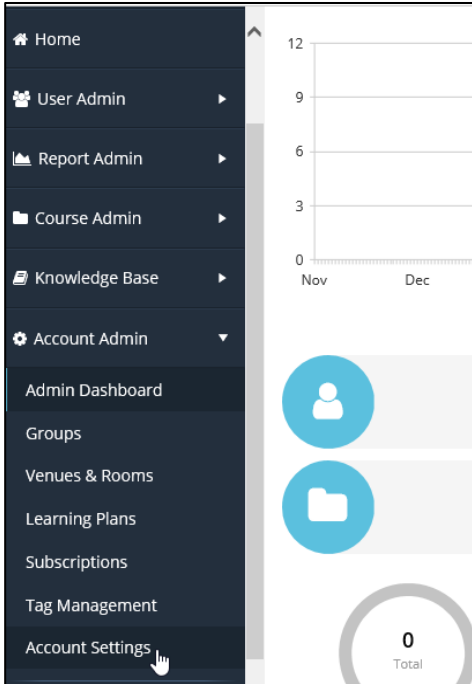 Home
User Admin
Report Admin
Course Admin
Knowledge Base
Account Admin
Admin Dashboard
Groups
Venues & Rooms
Learning Plans
Subscriptions
Tag Management
Account Settings
12
9
6
3
0
Nov Dec
0
Total